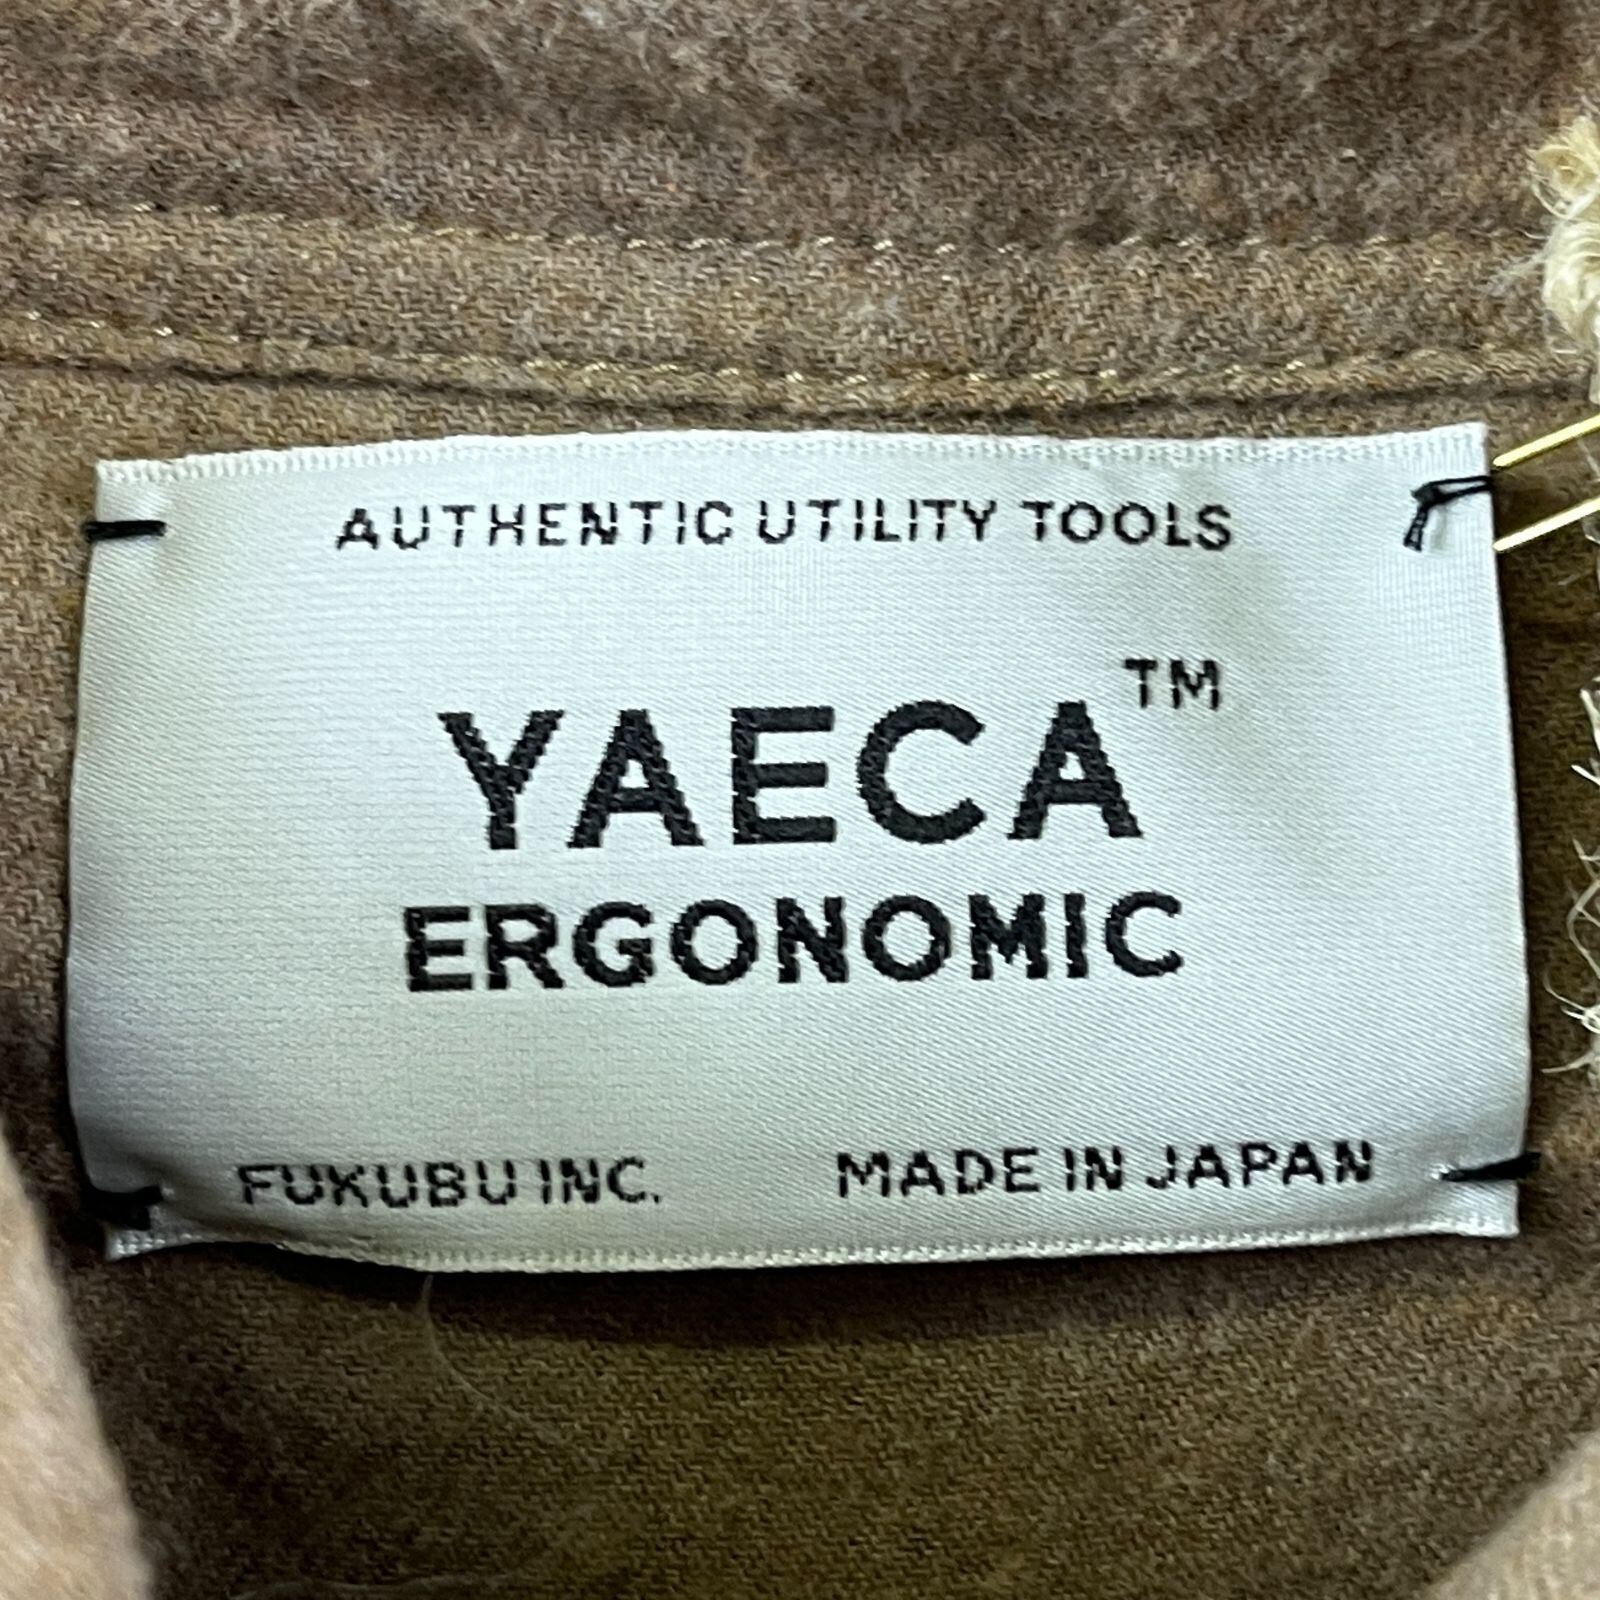 AUTHENTIC UTILITY TOOLS
YAECA™
ERGONOMIC
FUKUBU INC. MADE IN JAPAN